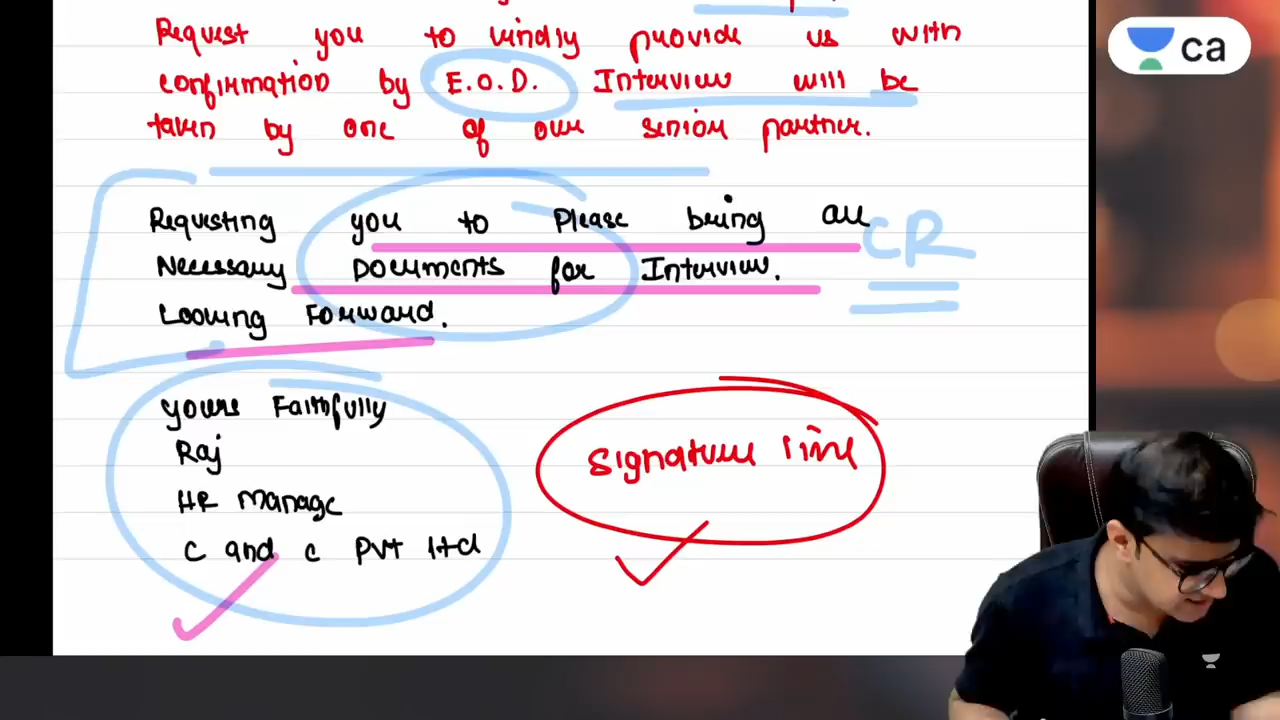 Request you to kindly provide us with
confirmation by E.O.D. Interview will be
taken by one of our senior partner.
Requesting you to Please being all
Necessary Documents for Interview.
Looking Forward.
CR
yours Faithfully
Raj
HR Manage
C and C Pvt Ltd
Signature line
ca